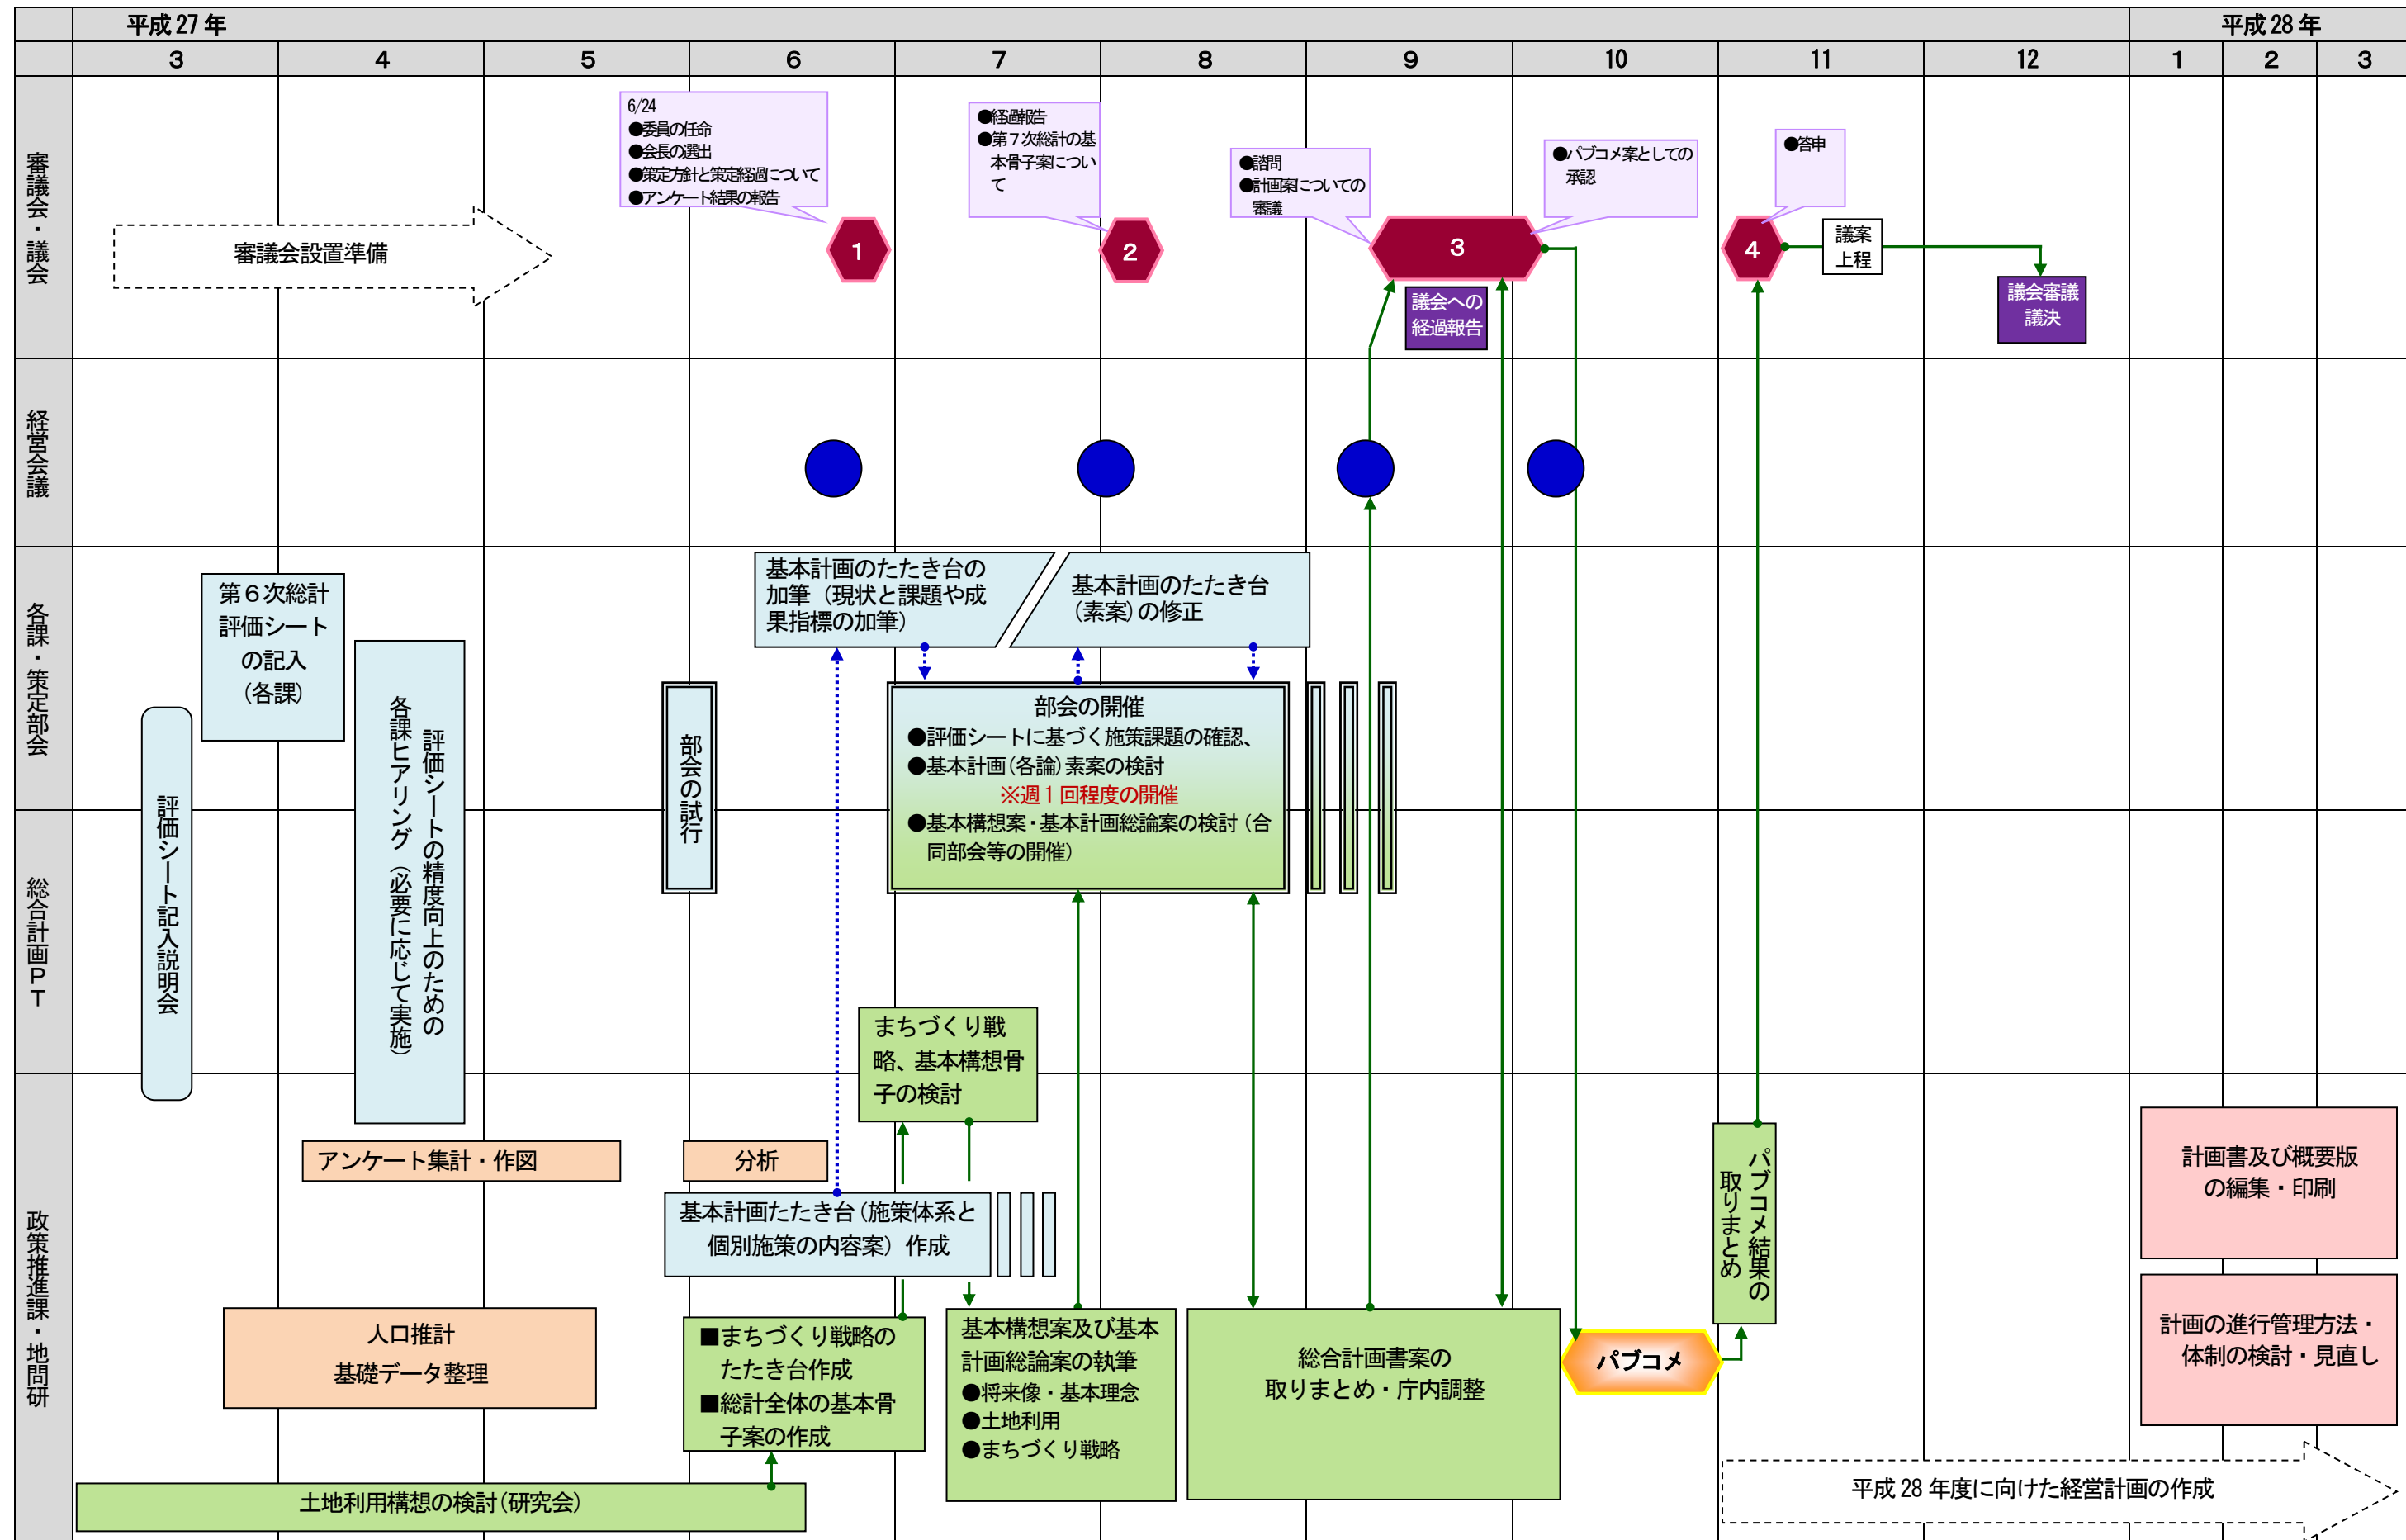 平成 27 年
平成 28 年
3
4
5
6
7
8
9
10
11
12
1
2
3
審議会・議会
6/24
●委員の任命
●会長の選出
●策定方針と策定経過について
●アンケート結果の報告
●経過報告
●第７次総計の基
本骨子案につい
て
●諮問
●計画案についての
審議
●パブコメ案としての
承認
●答申
審議会設置準備
1
2
3
4
議案
上程
議会への
経過報告
議会審議
議決
経営会議
各課・策定部会
第６次総計
評価シート
の記入
（各課）
基本計画のたたき台の
加筆（現状と課題や成
果指標の加筆）
基本計画のたたき台
（素案）の修正
評価シート記入説明会
評価シートの精度向上のための
各課ヒアリング（必要に応じて実施）
部会の試行
部会の開催
●評価シートに基づく施策課題の確認、
●基本計画（各論）素案の検討
※週１回程度の開催
●基本構想案・基本計画総論案の検討（合
同部会等の開催）
総合計画ＰＴ
まちづくり戦
略、基本構想骨
子の検討
政策推進課・地問研
アンケート集計・作図
分析
基本計画たたき台（施策体系と
個別施策の内容案）作成
人口推計
基礎データ整理
■まちづくり戦略の
たたき台作成
■総計全体の基本骨
子案の作成
基本構想案及び基本
計画総論案の執筆
●将来像・基本理念
●土地利用
●まちづくり戦略
総合計画書案の
取りまとめ・庁内調整
パブコメ
パブコメ結果の
取りまとめ
計画書及び概要版
の編集・印刷
計画の進行管理方法・
体制の検討・見直し
土地利用構想の検討（研究会）
平成 28 年度に向けた経営計画の作成